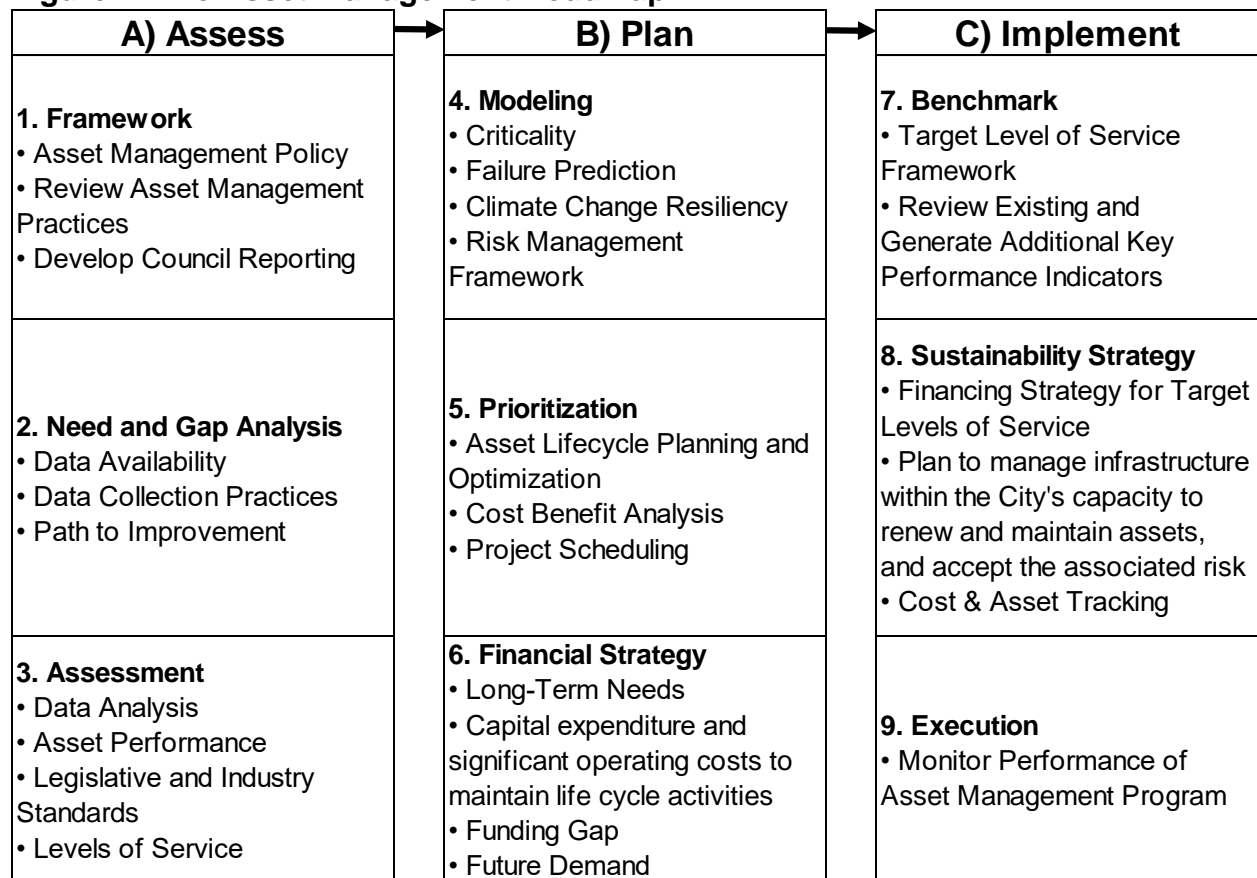 A) Assess
1. Framework
• Asset Management Policy
• Review Asset Management
Practices
• Develop Council Reporting
2. Need and Gap Analysis
• Data Availability
• Data Collection Practices
• Path to Improvement
3. Assessment
• Data Analysis
• Asset Performance
• Legislative and Industry
Standards
• Levels of Service
B) Plan
4. Modeling
• Criticality
• Failure Prediction
• Climate Change Resiliency
• Risk Management
Framework
5. Prioritization
• Asset Lifecycle Planning and
Optimization
• Cost Benefit Analysis
• Project Scheduling
6. Financial Strategy
• Long-Term Needs
• Capital expenditure and
significant operating costs to
maintain life cycle activities
• Funding Gap
• Future Demand
C) Implement
7. Benchmark
• Target Level of Service
Framework
• Review Existing and
Generate Additional Key
Performance Indicators
8. Sustainability Strategy
• Financing Strategy for Target
Levels of Service
• Plan to manage infrastructure
within the City's capacity to
renew and maintain assets,
and accept the associated risk
• Cost & Asset Tracking
9. Execution
• Monitor Performance of
Asset Management Program